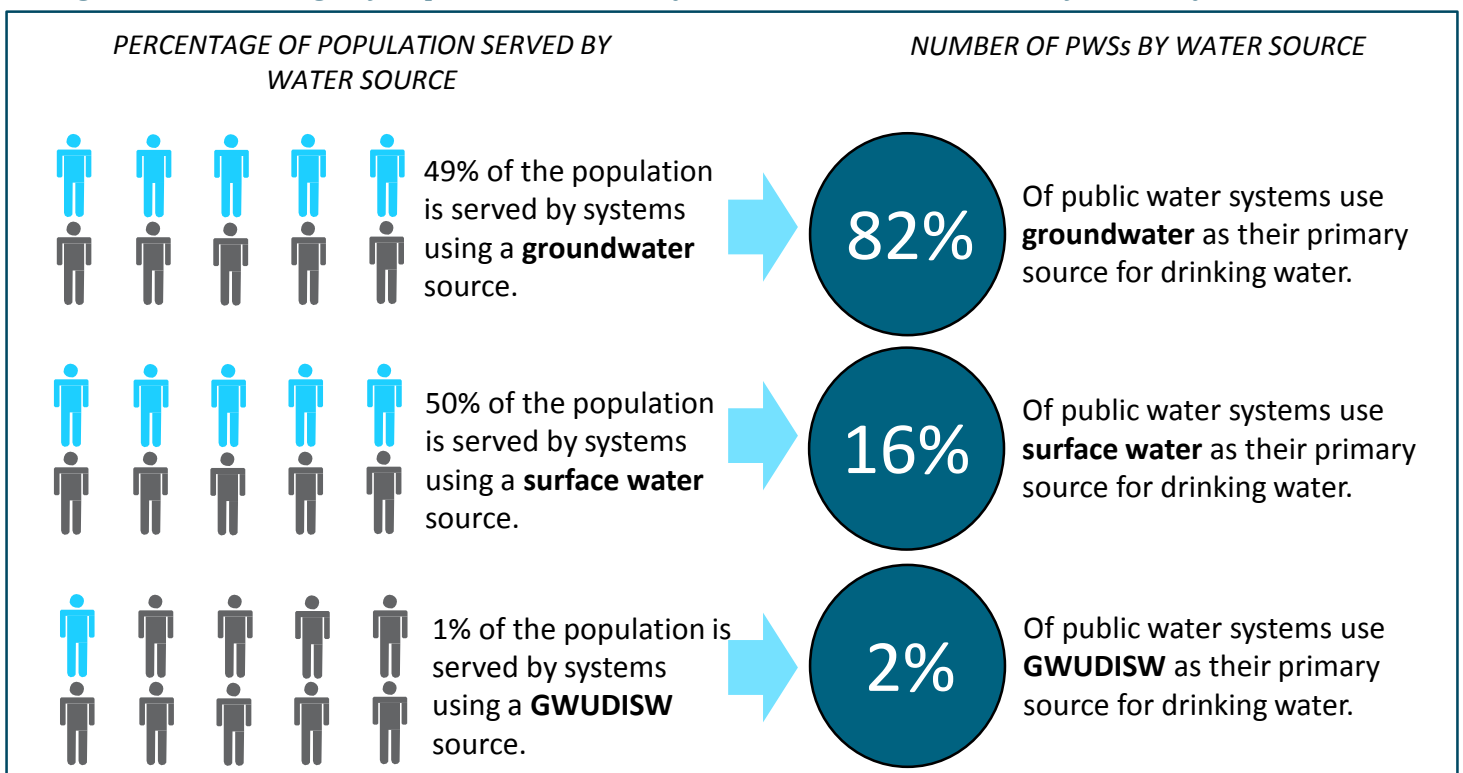 PERCENTAGE OF POPULATION SERVED BY
WATER SOURCE
NUMBER OF PWSs BY WATER SOURCE
49% of the population
is served by systems
using a groundwater
source.
82%
Of public water systems use
groundwater as their primary
source for drinking water.
50% of the population
is served by systems
using a surface water
source.
16%
Of public water systems use
surface water as their primary
source for drinking water.
1% of the population is
served by systems
using a GWUDISW
source.
2%
Of public water systems use
GWUDISW as their primary
source for drinking water.